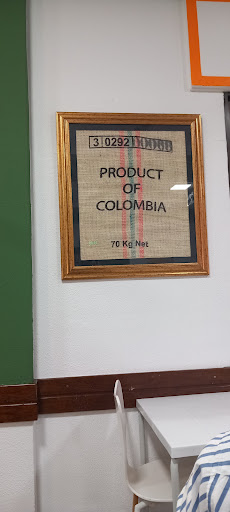 3 0292
PRODUCT
OF
COLOMBIA
70 Kg Net